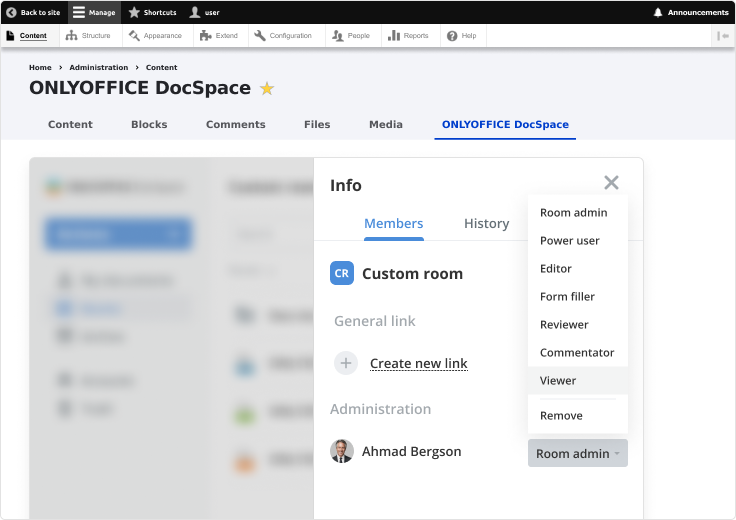 Back to site Manage Shortcuts user Announcements
Content Structure Appearance Extend Configuration People Reports Help
Home > Administration > Content
ONLYOFFICE DocSpace
Content Blocks Comments Files Media ONLYOFFICE DocSpace
Info
Members History
CR Custom room
General link
Create new link
Administration
Ahmad Bergson
Room admin
Power user
Editor
Form filler
Reviewer
Commentator
Viewer
Remove
Room admin